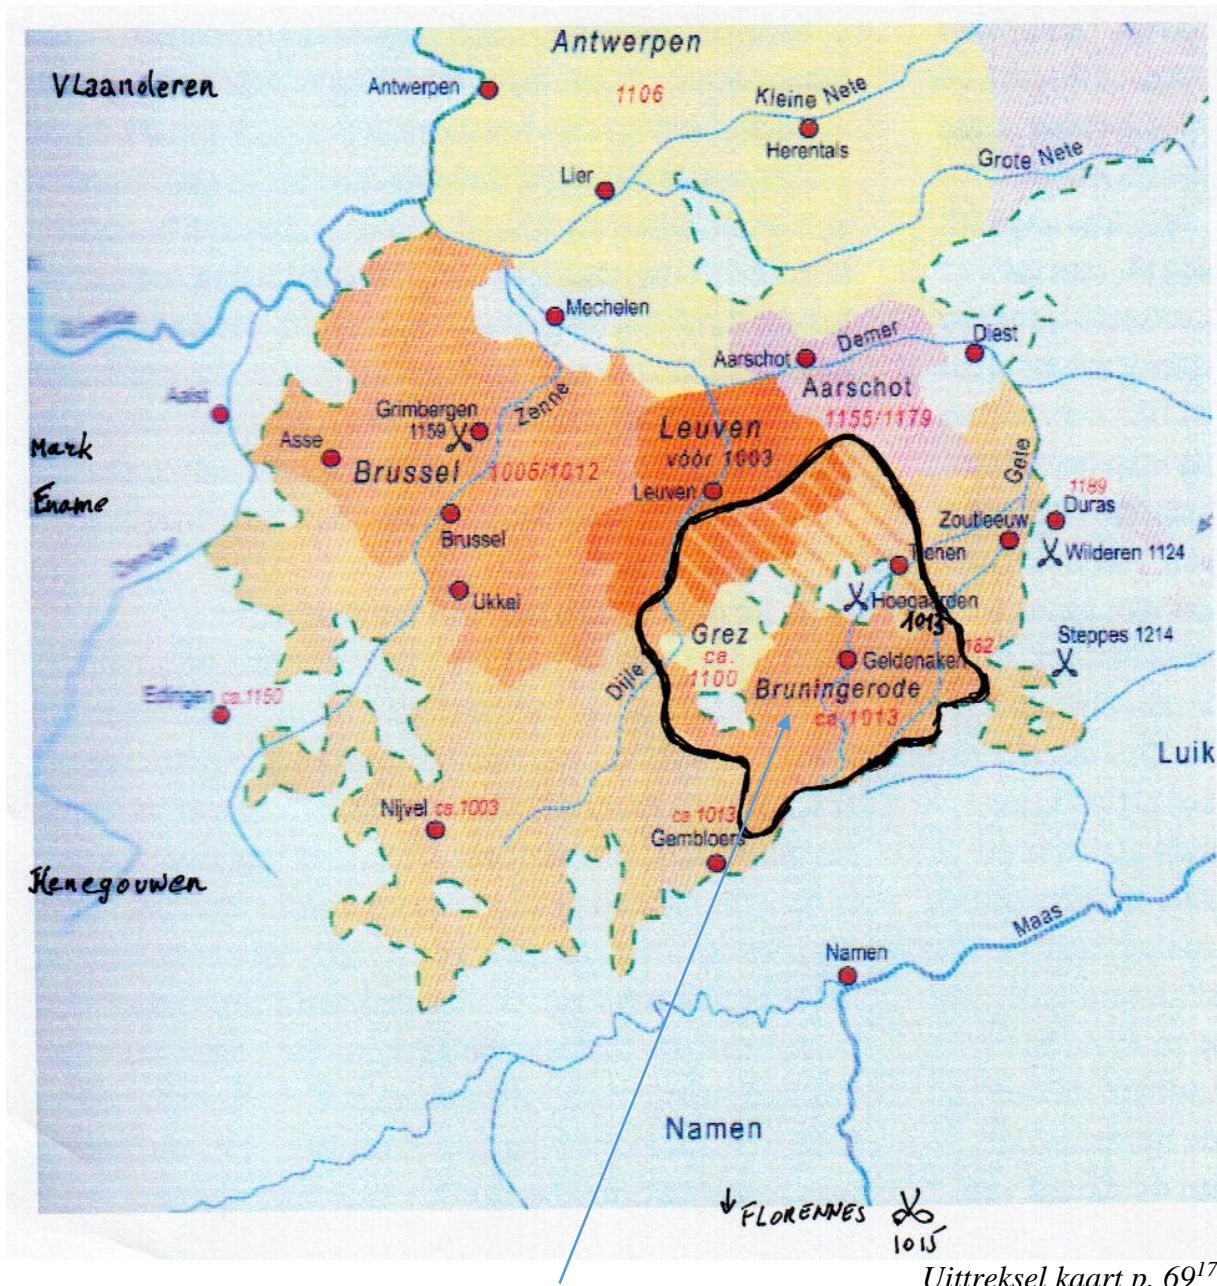 Antwerpen
1106
Vlaanderen
Antwerpen
Kleine Nete
Herentals
Grote Nete
Lier
Mechelen
Aarschot
Demer
Diest
Aarschot
1155/1179
Aalst
Grimbergen
1159
Zenne
Asse
Leuven
vóór 1003
Mark
Ename
Brussel 1005/1012
Leuven
Gete
1189
Duras
Zoutleeuw
Wilderen 1124
Brussel
Tienen
Ukkel
Hoegaarden
1013
Steppes 1214
Grez
ca.
1100
Geldenaken
182
Dijle
Bruningerode
ca 1013
Edingen ca.1150
Luik
Nijvel ca.1003
ca 1013
Gembloers
Henegouwen
Maas
Namen
Namen
↓ FLORENNES
1015
Uittreksel kaart p. 69¹⁷